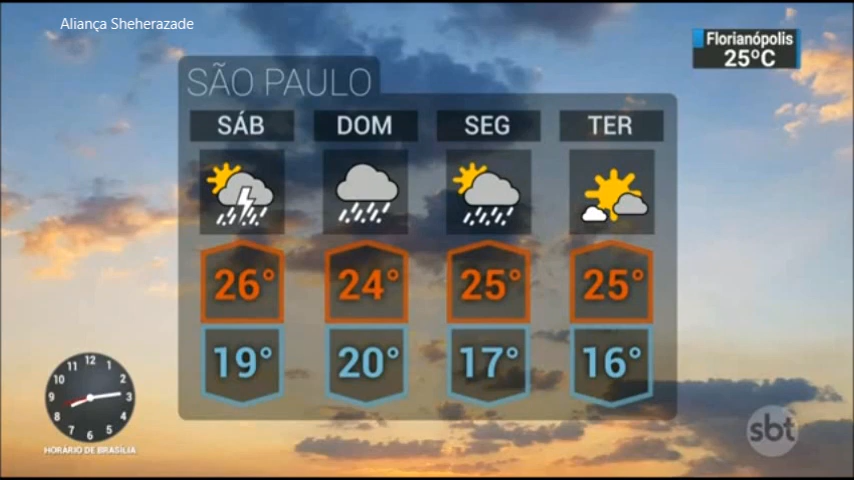 Aliança Sheherazade
Florianópolis
25ºC
SÃO PAULO
SÁB DOM SEG TER
26° 24° 25° 25°
19° 20° 17° 16°
12
1
2
3
4
5
6
7
8
9
10
11
HORÁRIO DE BRASÍLIA
sbt